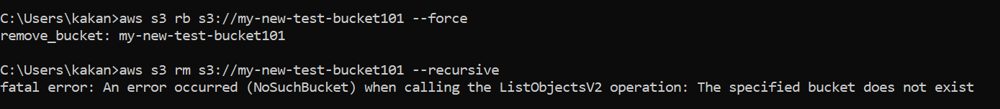 C:\Users\kakan>aws s3 rb s3://my-new-test-bucket101 --force
remove_bucket: my-new-test-bucket101
C:\Users\kakan>aws s3 rm s3://my-new-test-bucket101 --recursive
fatal error: An error occurred (NoSuchBucket) when calling the ListObjectsV2 operation: The specified bucket does not exist